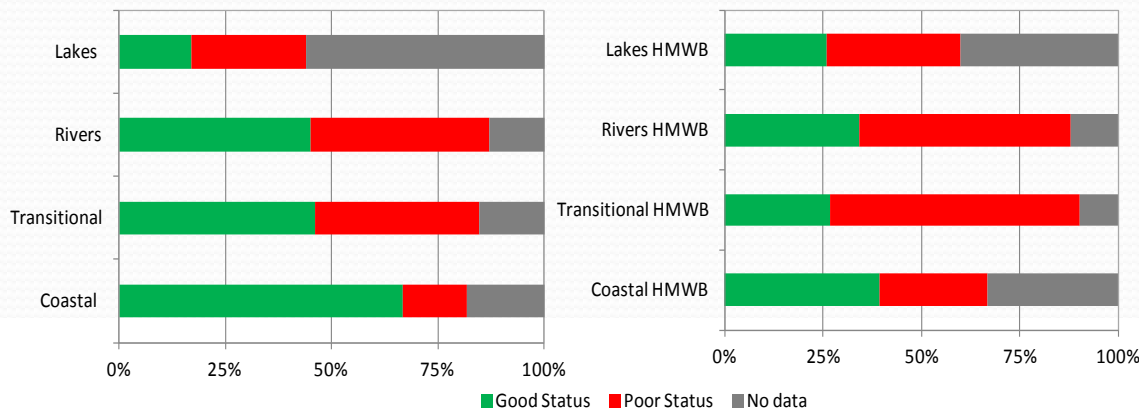 Lakes
Rivers
Transitional
Coastal
0% 25% 50% 75% 100%
Lakes HMWB
Rivers HMWB
Transitional HMWB
Coastal HMWB
0% 25% 50% 75% 100%
Good Status Poor Status No data